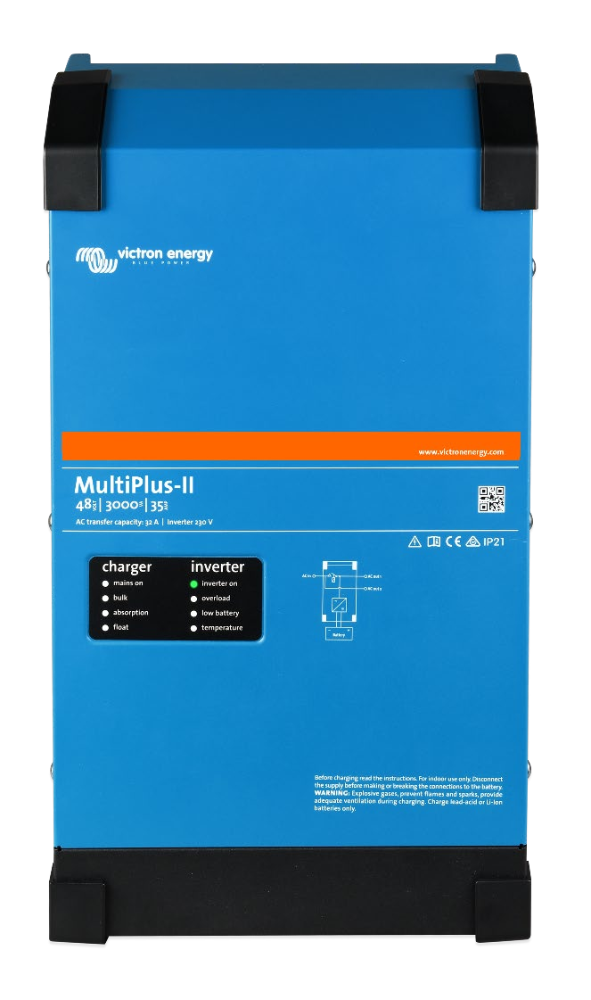 victron energy
BLUE POWER
www.victronenergy.com
MultiPlus-II
48 VOLT | 3000 VA | 35 AMP
AC transfer capacity: 32 A | Inverter 230 V
IP21
charger inverter
mains on inverter on
bulk overload
absorption low battery
float temperature
AC in AC out 1
AC out 2
Battery
Before charging read the instructions. For indoor use only. Disconnect
the supply before making or breaking the connections to the battery.
WARNING: Explosive gases, prevent flames and sparks, provide
adequate ventilation during charging. Charge lead-acid or Li-Ion
batteries only.